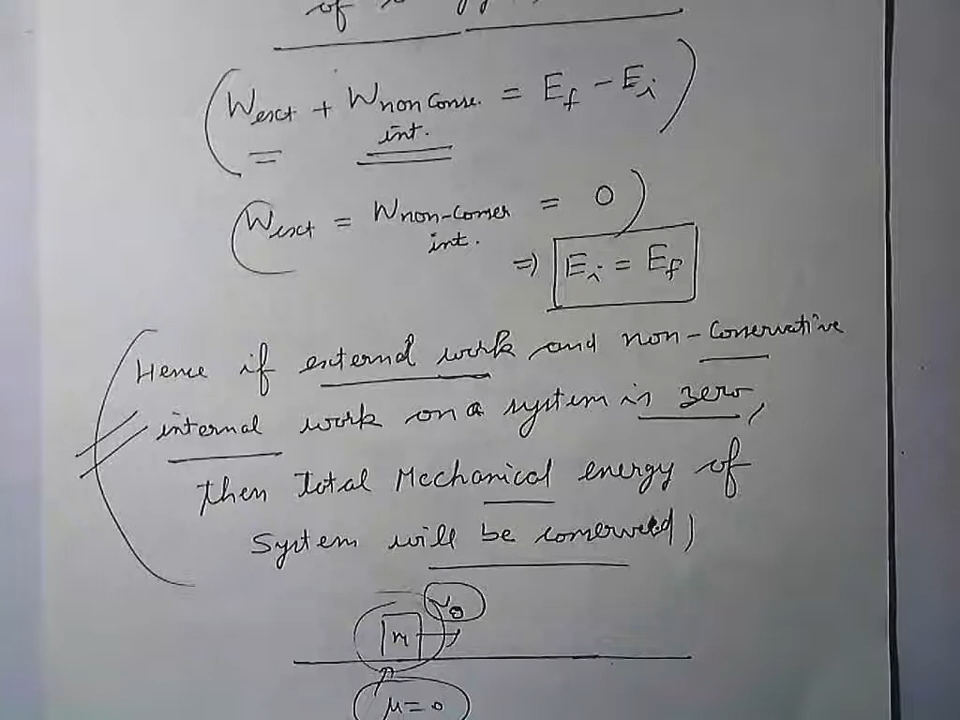 of
(Wext + Wnon Conse. = Ef - Ei)
int.
(Wext = Wnon-conser = 0)
int.
⇒ Ei = Ef
(Hence if external work and non-Conservative
internal work on a system is zero,
then total Mechanical energy of
System will be conserved)
v0
m
μ=0